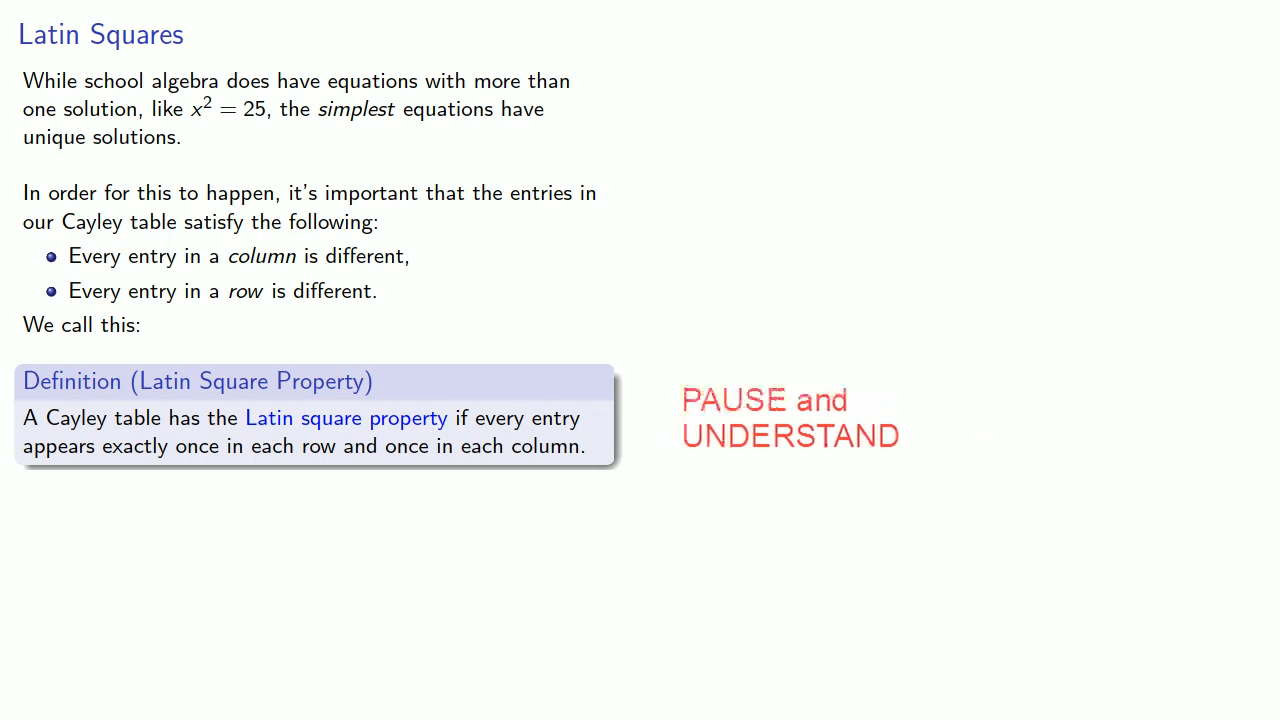 Latin Squares
While school algebra does have equations with more than
one solution, like x² = 25, the simplest equations have
unique solutions.
In order for this to happen, it's important that the entries in
our Cayley table satisfy the following:
Every entry in a column is different,
Every entry in a row is different.
We call this:
Definition (Latin Square Property)
A Cayley table has the Latin square property if every entry
appears exactly once in each row and once in each column.
PAUSE and
UNDERSTAND